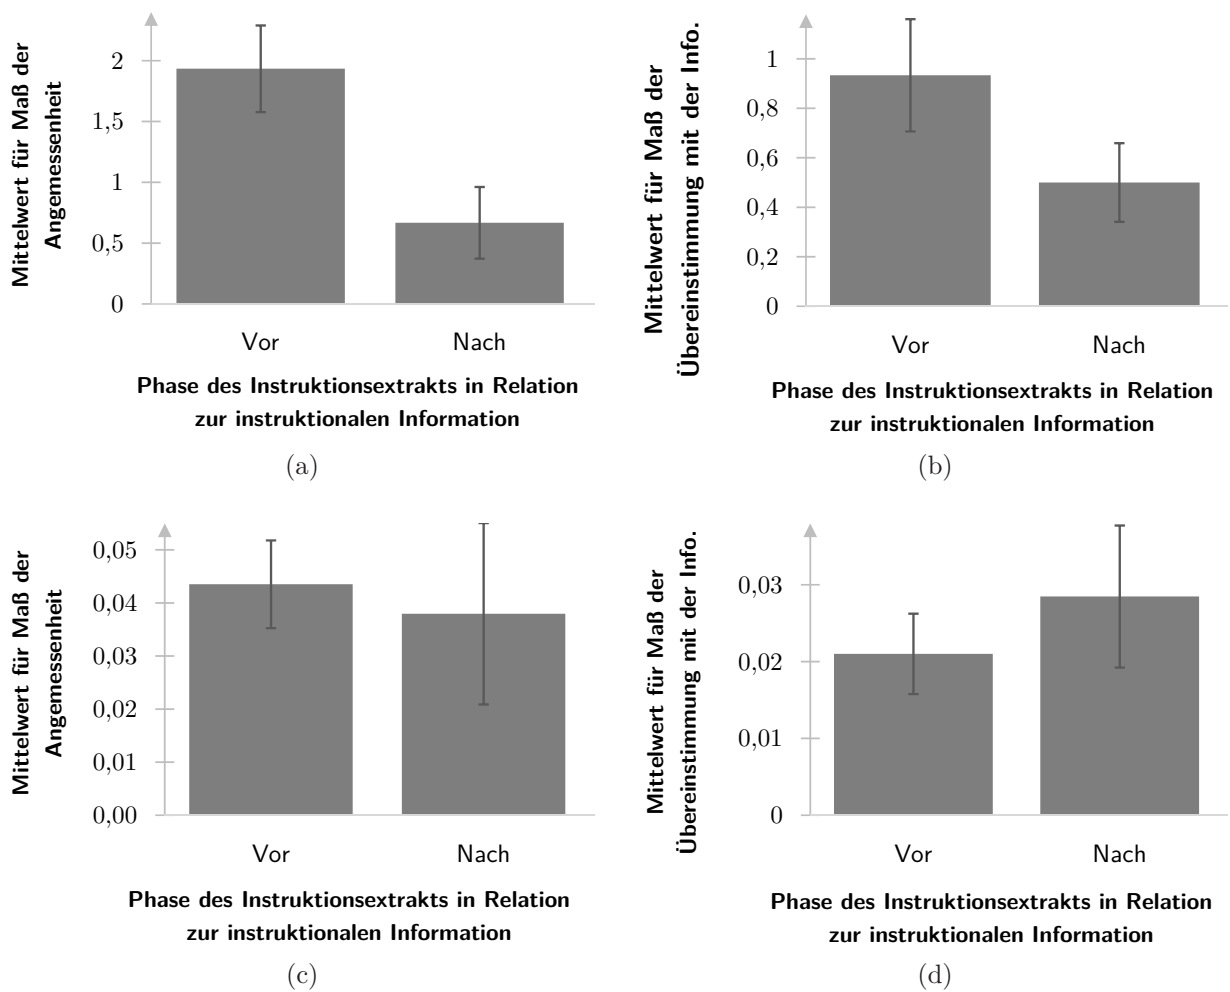 Mittelwert für Maß der
Angemessenheit
2
1,5
1
0,5
0
Vor
Nach
Phase des Instruktionsextrakts in Relation
zur instruktionalen Information
(a)
Mittelwert für Maß der
Übereinstimmung mit der Info.
1
0,8
0,6
0,4
0,2
0
Vor
Nach
Phase des Instruktionsextrakts in Relation
zur instruktionalen Information
(b)
Mittelwert für Maß der
Angemessenheit
0,05
0,04
0,03
0,02
0,01
0,00
Vor
Nach
Phase des Instruktionsextrakts in Relation
zur instruktionalen Information
(c)
Mittelwert für Maß der
Übereinstimmung mit der Info.
0,03
0,02
0,01
0
Vor
Nach
Phase des Instruktionsextrakts in Relation
zur instruktionalen Information
(d)